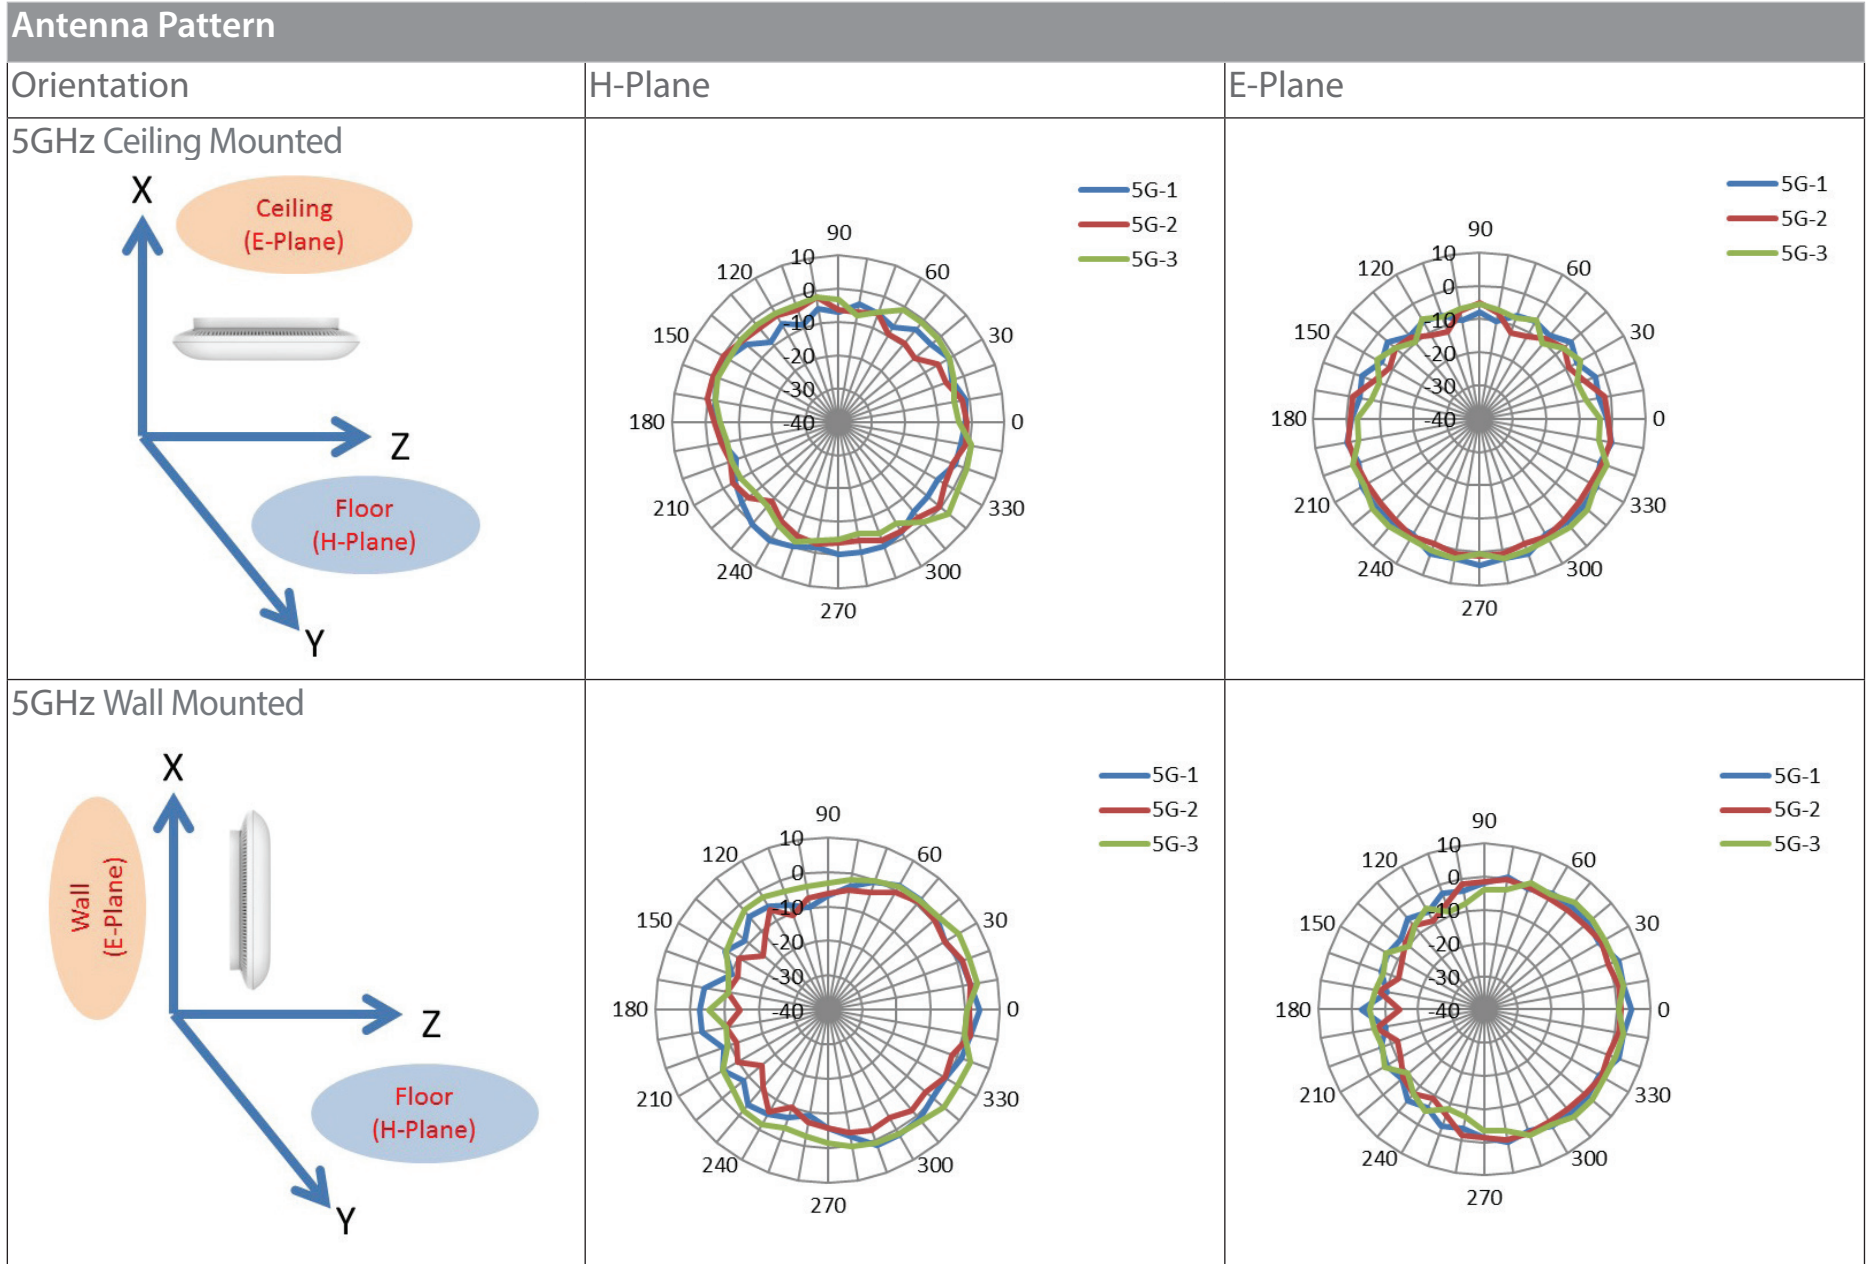 Antenna Pattern
Orientation
H-Plane
E-Plane
5GHz Ceiling Mounted
X
Ceiling
(E-Plane)
Z
Floor
(H-Plane)
Y
5G-1
5G-2
5G-3
90
120
60
150
30
180
0
210
330
240
300
270
10
0
-10
-20
-30
-40
5G-1
5G-2
5G-3
90
120
60
150
30
180
0
210
330
240
300
270
10
0
-10
-20
-30
-40
5GHz Wall Mounted
X
Wall
(E-Plane)
Z
Floor
(H-Plane)
Y
5G-1
5G-2
5G-3
90
120
60
150
30
180
0
210
330
240
300
270
10
0
-10
-20
-30
-40
5G-1
5G-2
5G-3
90
120
60
150
30
180
0
210
330
240
300
270
10
0
-10
-20
-30
-40